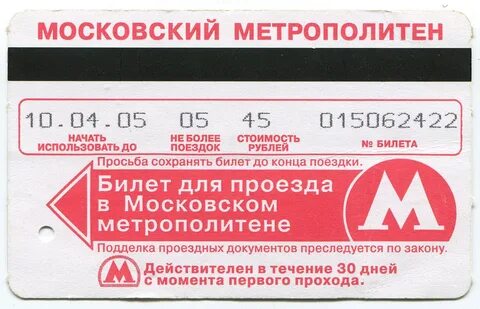 МОСКОВСКИЙ МЕТРОПОЛИТЕН
10.04.05 05 45 015062422
НАЧАТЬ ИСПОЛЬЗОВАТЬ ДО
НЕ БОЛЕЕ ПОЕЗДОК
СТОИМОСТЬ РУБЛЕЙ
№ БИЛЕТА
Просьба сохранять билет до конца поездки.
Билет для проезда
в Московском
метрополитене
М
Подделка проездных документов преследуется по закону.
М
Действителен в течение 30 дней
с момента первого прохода.